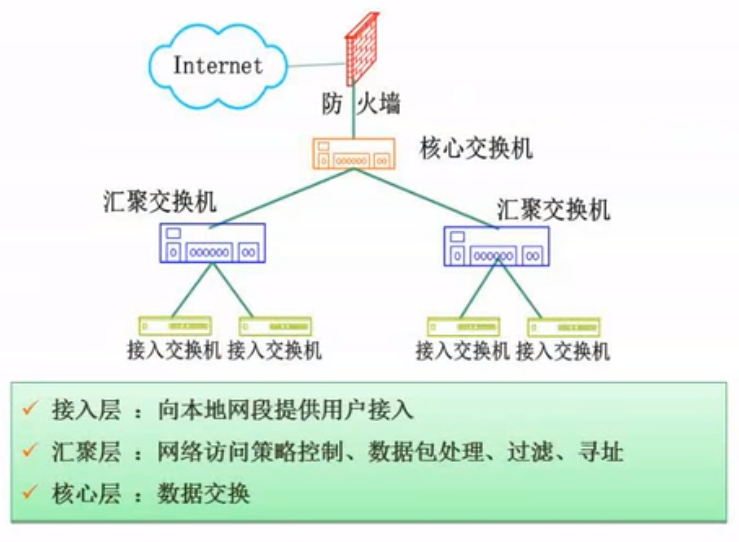 Internet
防火墙
核心交换机
汇聚交换机
汇聚交换机
接入交换机 接入交换机 接入交换机 接入交换机
接入层 ：向本地网段提供用户接入
汇聚层 ：网络访问策略控制、数据包处理、过滤、寻址
核心层 ：数据交换